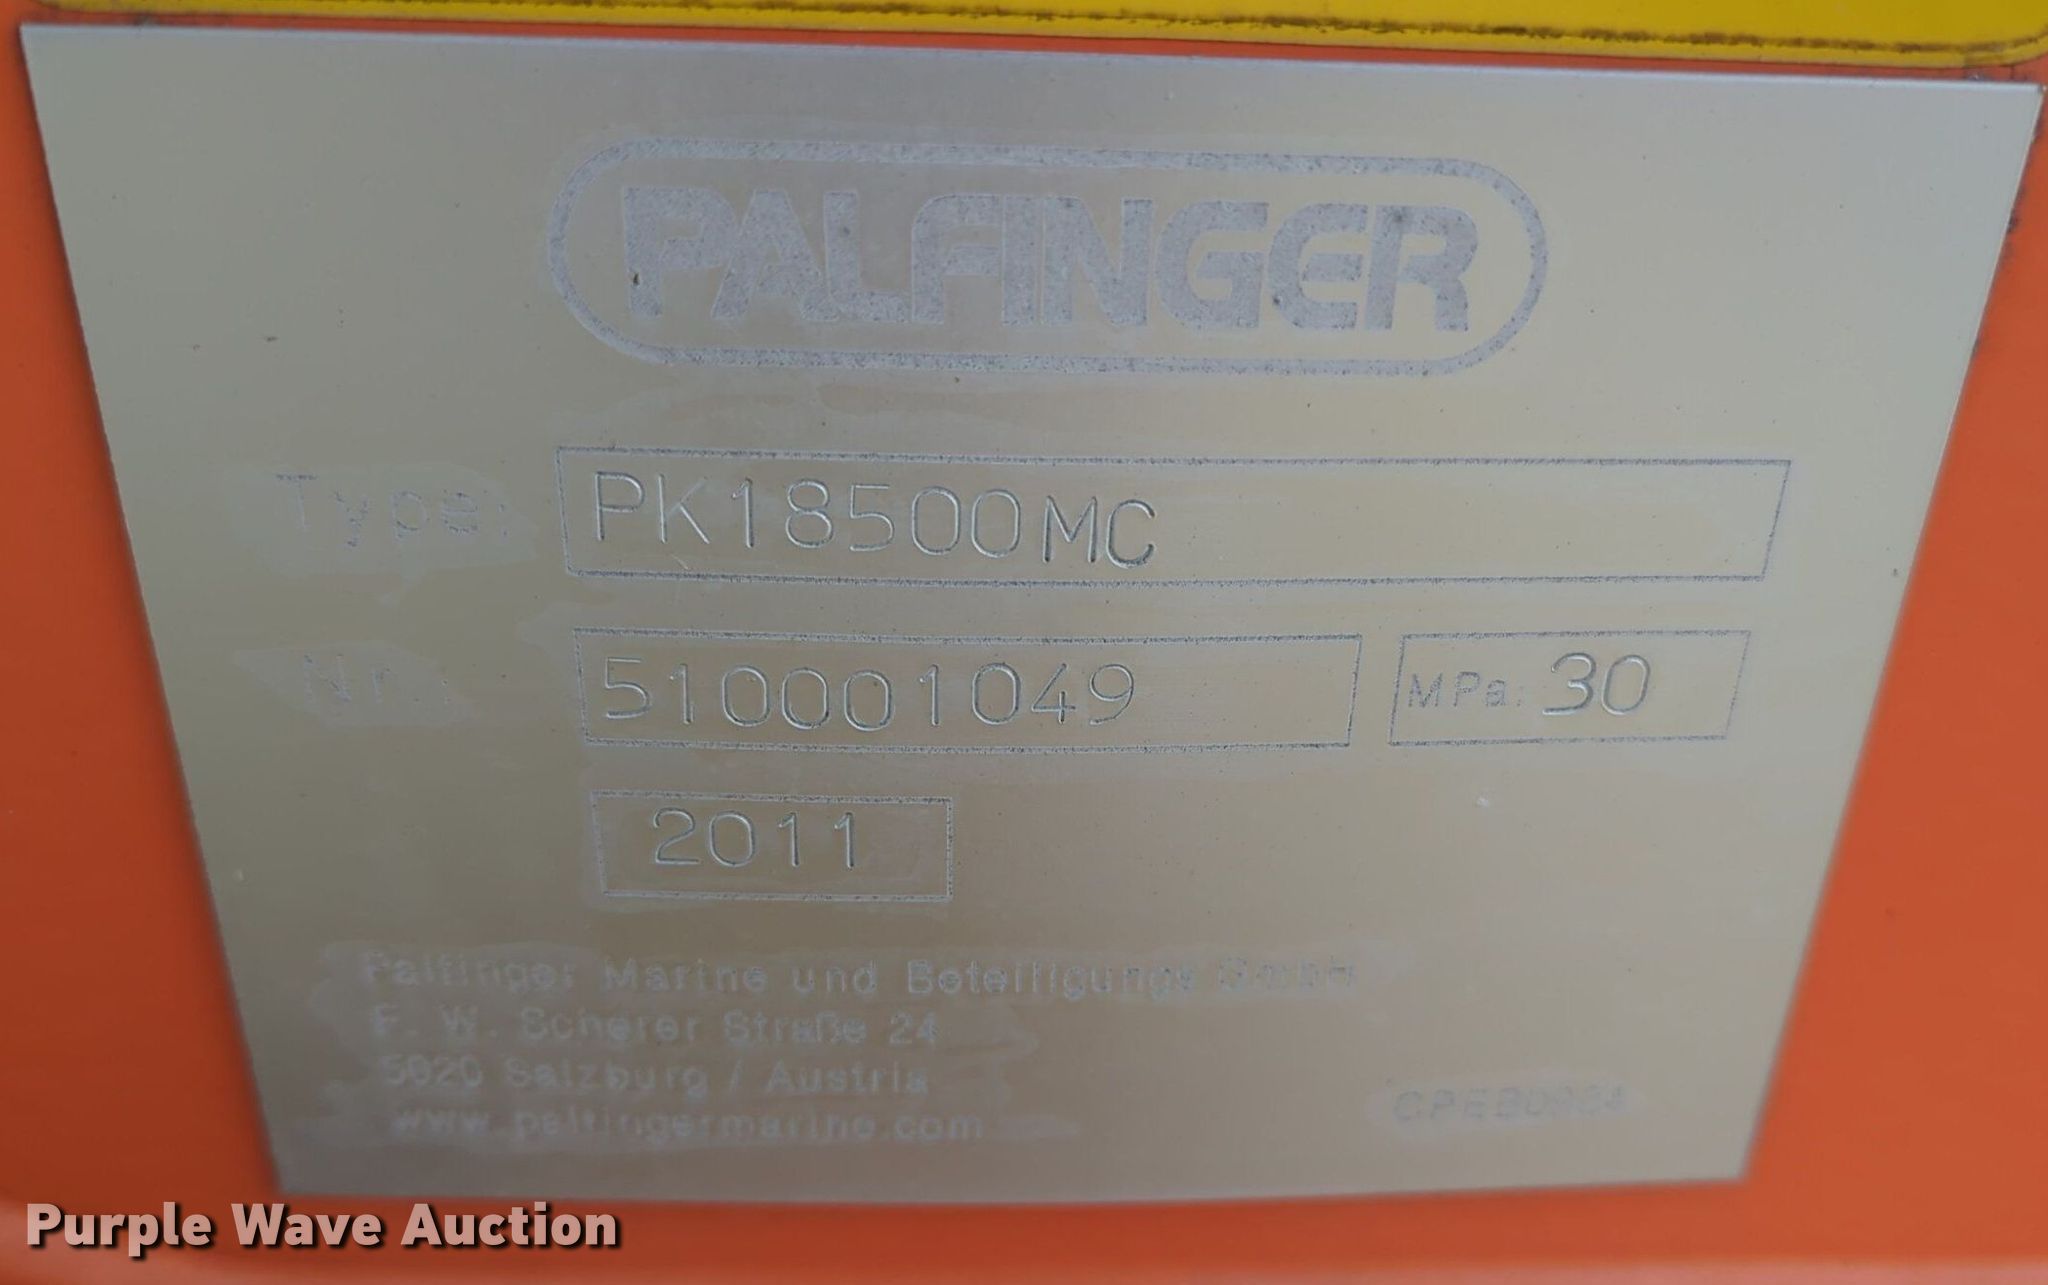 PALFINGER
Type: PK18500MC
Nr.: 510001049 MPa: 30
2011
Palfinger Marine und Beteiligungs GmbH
F. W. Scherer Straße 24
5020 Salzburg / Austria
www.palfingermarine.com
Purple Wave Auction